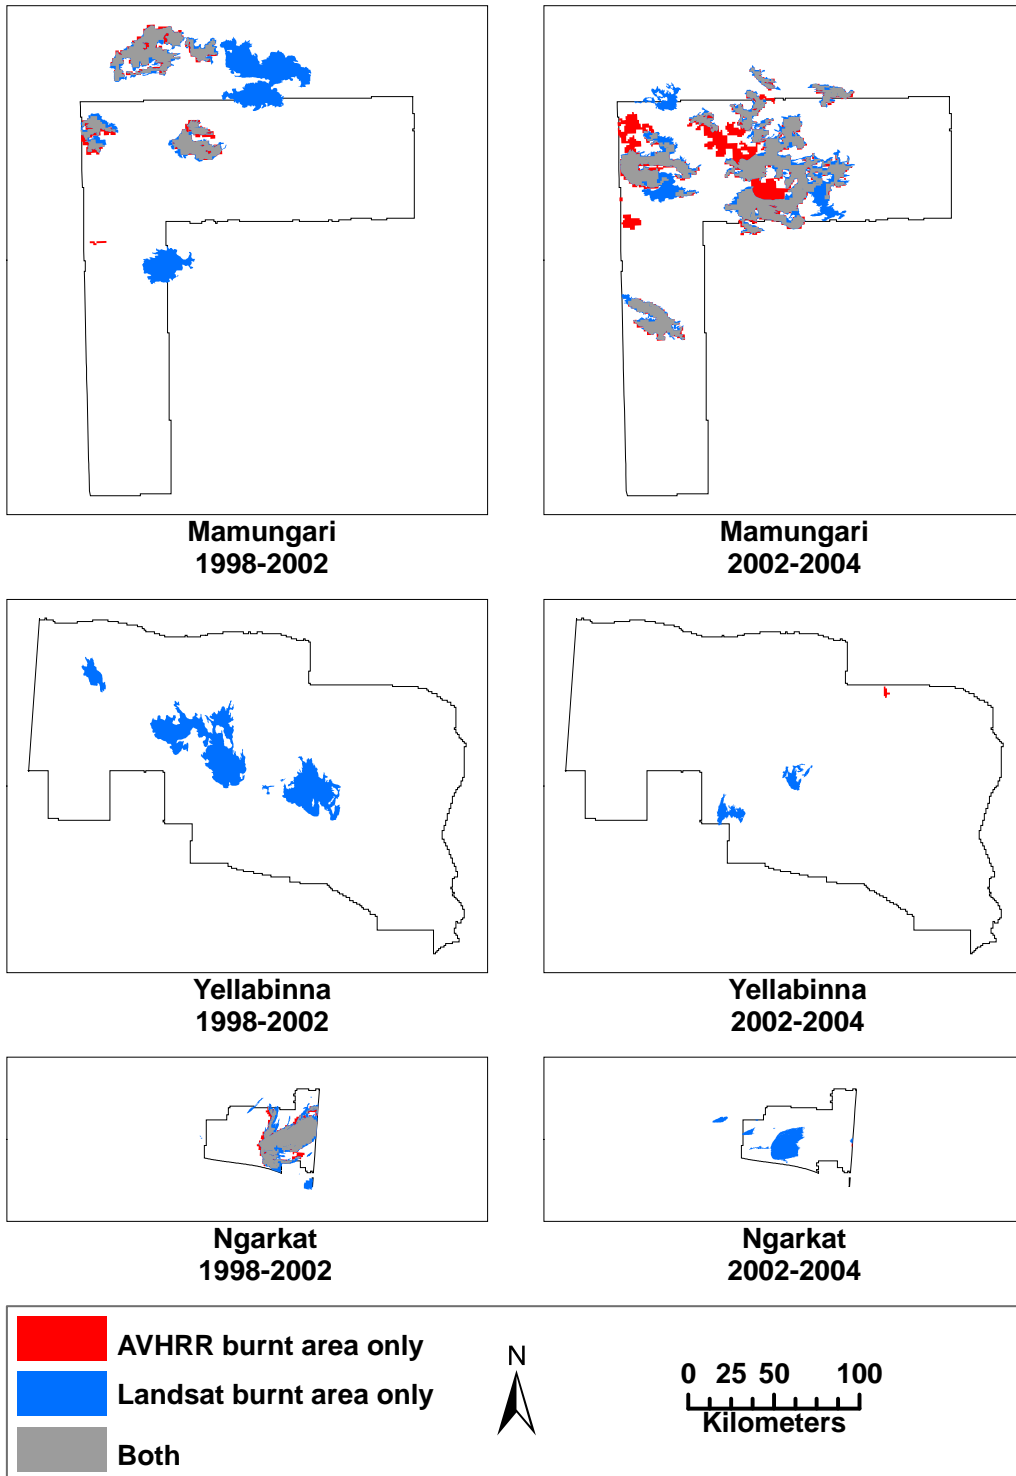 Mamungari
1998-2002
Mamungari
2002-2004
Yellabinna
1998-2002
Yellabinna
2002-2004
Ngarkat
1998-2002
Ngarkat
2002-2004
AVHRR burnt area only
Landsat burnt area only
Both
N
0 25 50 100
Kilometers